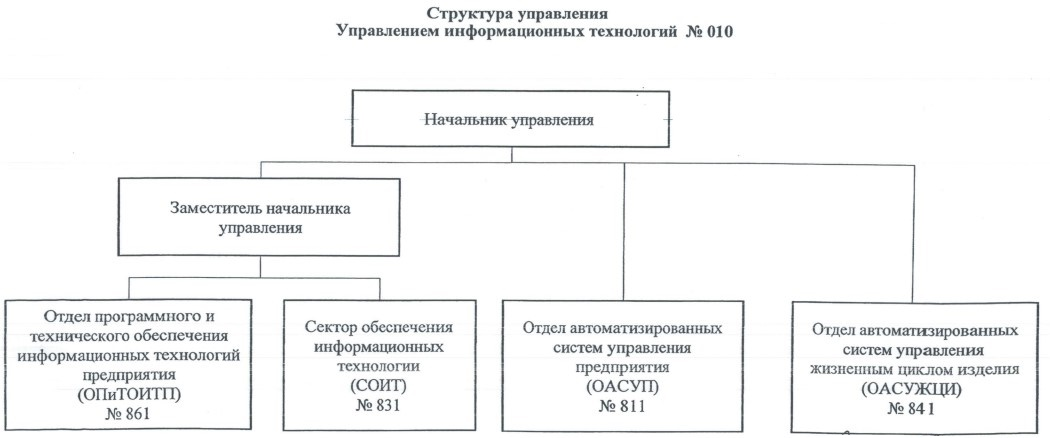 Структура управления
Управлением информационных технологий № 010
Начальник управления
Заместитель начальника
управления
Отдел программного и
технического обеспечения
информационных технологий
предприятия
(ОПиТОИТП)
№ 861
Сектор обеспечения
информационных
технологии
(СОИТ)
№ 831
Отдел автоматизированных
систем управления
предприятия
(ОАСУП)
№ 811
Отдел автоматизированных
систем управления
жизненным циклом изделия
(ОАСУЖЦИ)
№ 841